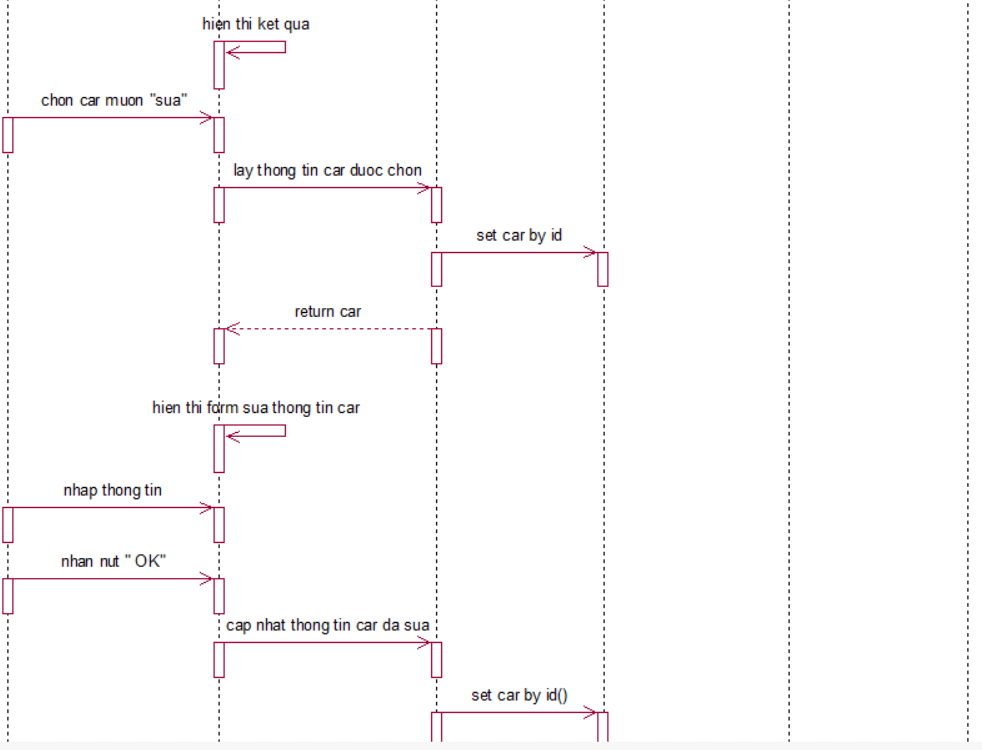 hien thi ket qua
chon car muon "sua"
lay thong tin car duoc chon
set car by id
return car
hien thi form sua thong tin car
nhap thong tin
nhan nut " OK"
cap nhat thong tin car da sua
set car by id()